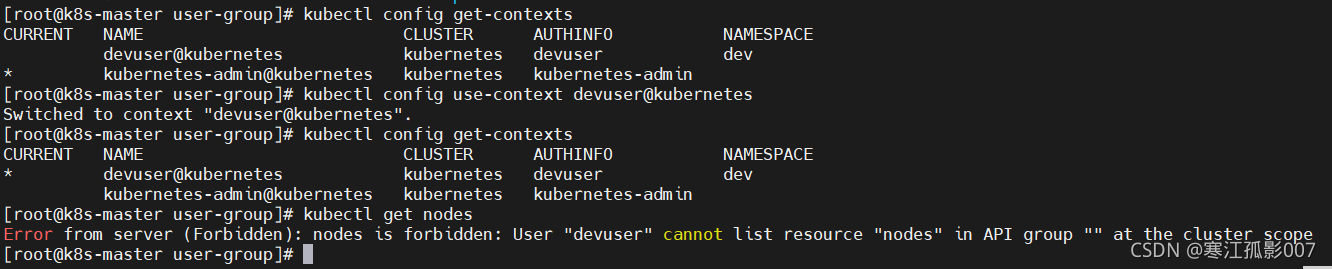 [root@k8s-master user-group]# kubectl config get-contexts
CURRENT   NAME                          CLUSTER      AUTHINFO           NAMESPACE
          devuser@kubernetes            kubernetes   devuser            dev
*         kubernetes-admin@kubernetes   kubernetes   kubernetes-admin
[root@k8s-master user-group]# kubectl config use-context devuser@kubernetes
Switched to context "devuser@kubernetes".
[root@k8s-master user-group]# kubectl config get-contexts
CURRENT   NAME                          CLUSTER      AUTHINFO           NAMESPACE
*         devuser@kubernetes            kubernetes   devuser            dev
          kubernetes-admin@kubernetes   kubernetes   kubernetes-admin
[root@k8s-master user-group]# kubectl get nodes
Error from server (Forbidden): nodes is forbidden: User "devuser" cannot list resource "nodes" in API group "" at the cluster scope
[root@k8s-master user-group]#
CSDN @寒江孤影007